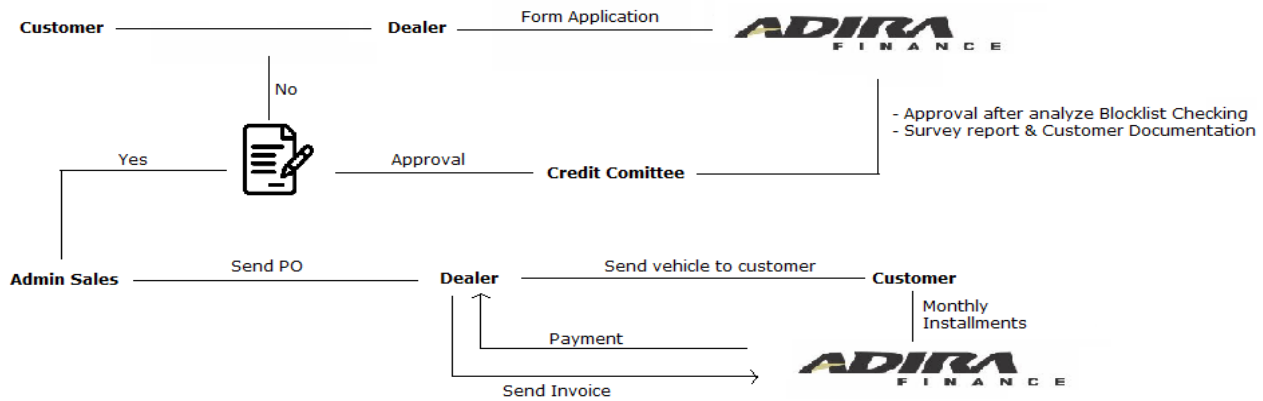 Customer
Dealer
Form Application
ADIRA
FINANCE
No
- Approval after analyze Blocklist Checking
- Survey report & Customer Documentation
Yes
Approval
Credit Comittee
Admin Sales
Send PO
Dealer
Send vehicle to customer
Customer
Monthly
Installments
Payment
ADIRA
FINANCE
Send Invoice